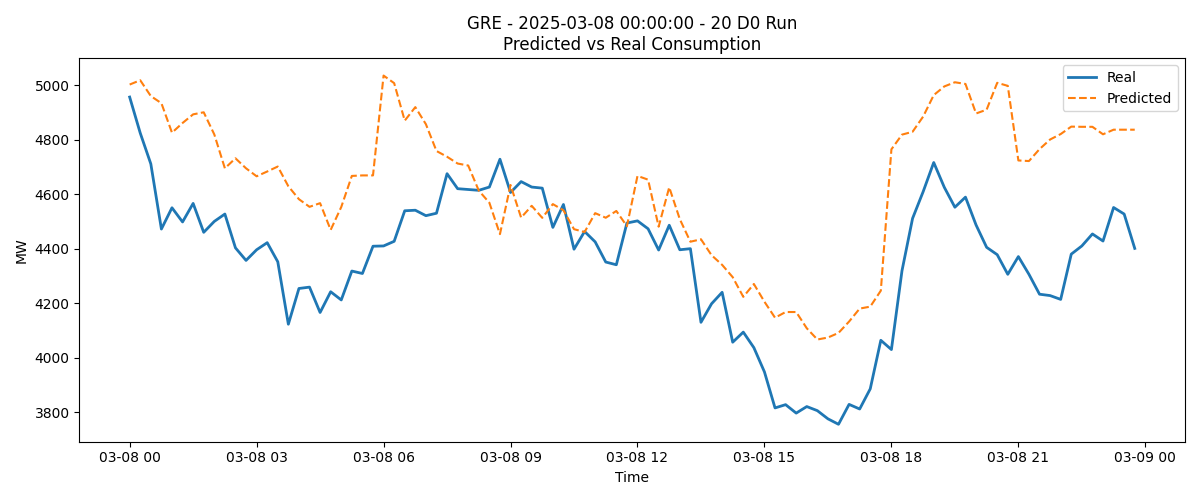 GRE - 2025-03-08 00:00:00 - 20 D0 Run
Predicted vs Real Consumption
Real
Predicted
MW
5000
4800
4600
4400
4200
4000
3800
03-08 00
03-08 03
03-08 06
03-08 09
03-08 12
03-08 15
03-08 18
03-08 21
03-09 00
Time